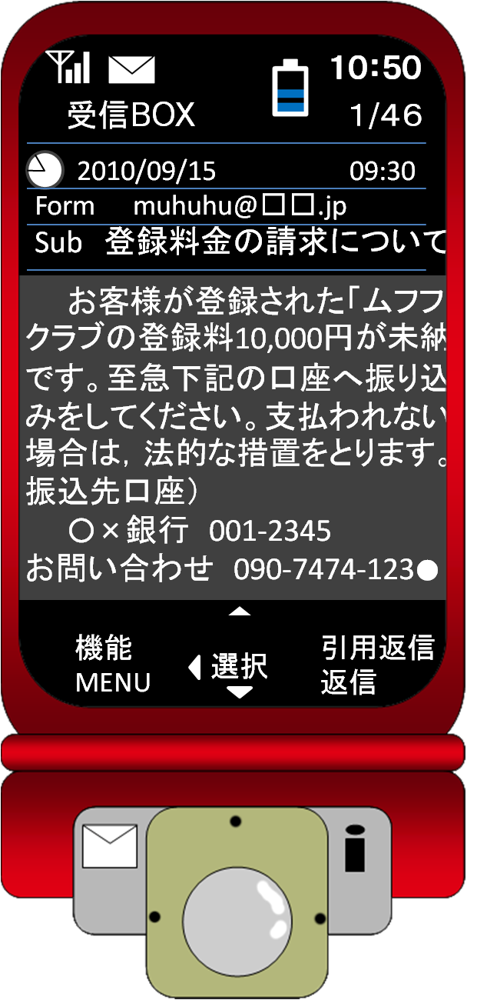 10:50
受信BOX 1/46
2010/09/15 09:30
Form muhuhu@□□.jp
Sub 登録料金の請求について
お客様が登録された「ムフフ
クラブの登録料10,000円が未納
です。至急下記の口座へ振り込
みをしてください。支払われない
場合は，法的な措置をとります。
振込先口座）
○×銀行 001-2345
お問い合わせ 090-7474-123●
機能 引用返信
選択
MENU 返信